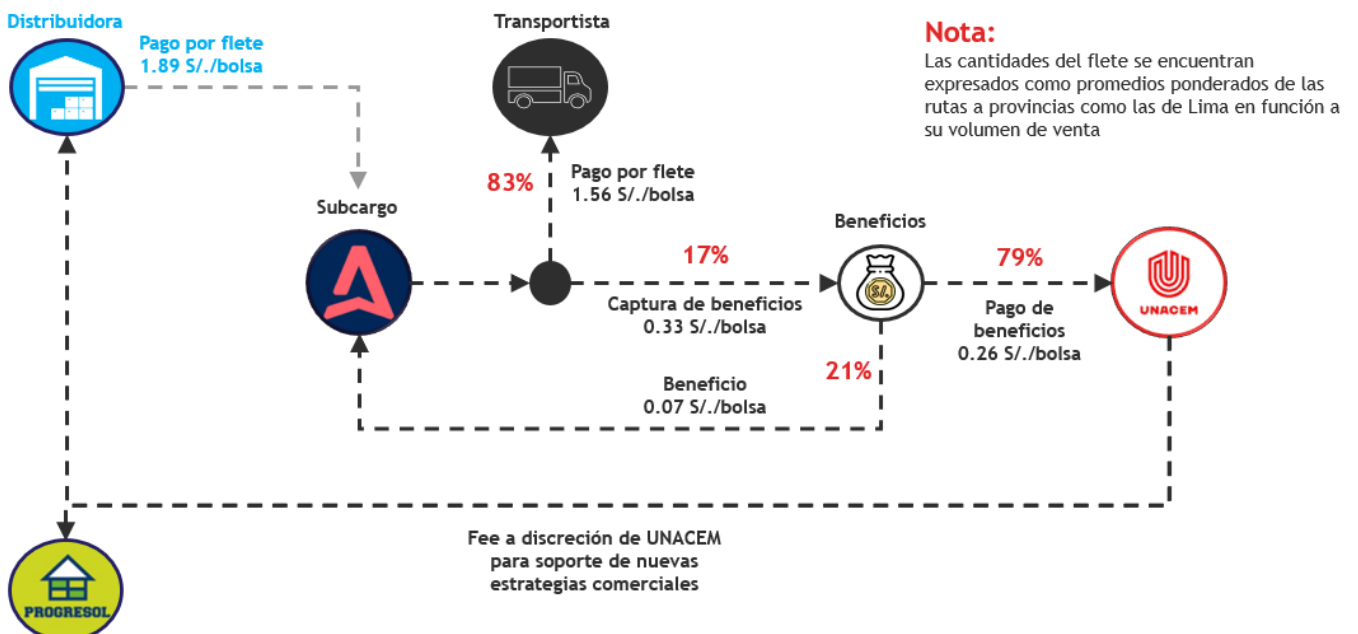 Distribuidora
Pago por flete
1.89 S/./bolsa
Transportista
83%
Pago por flete
1.56 S/./bolsa
Nota:
Las cantidades del flete se encuentran
expresados como promedios ponderados de las
rutas a provincias como las de Lima en función a
su volumen de venta
Subcargo
17%
Captura de beneficios
0.33 S/./bolsa
Beneficios
S/.
79%
Pago de
beneficios
0.26 S/./bolsa
UNACEM
21%
Beneficio
0.07 S/./bolsa
Fee a discreción de UNACEM
para soporte de nuevas
estrategias comerciales
PROGRESOL